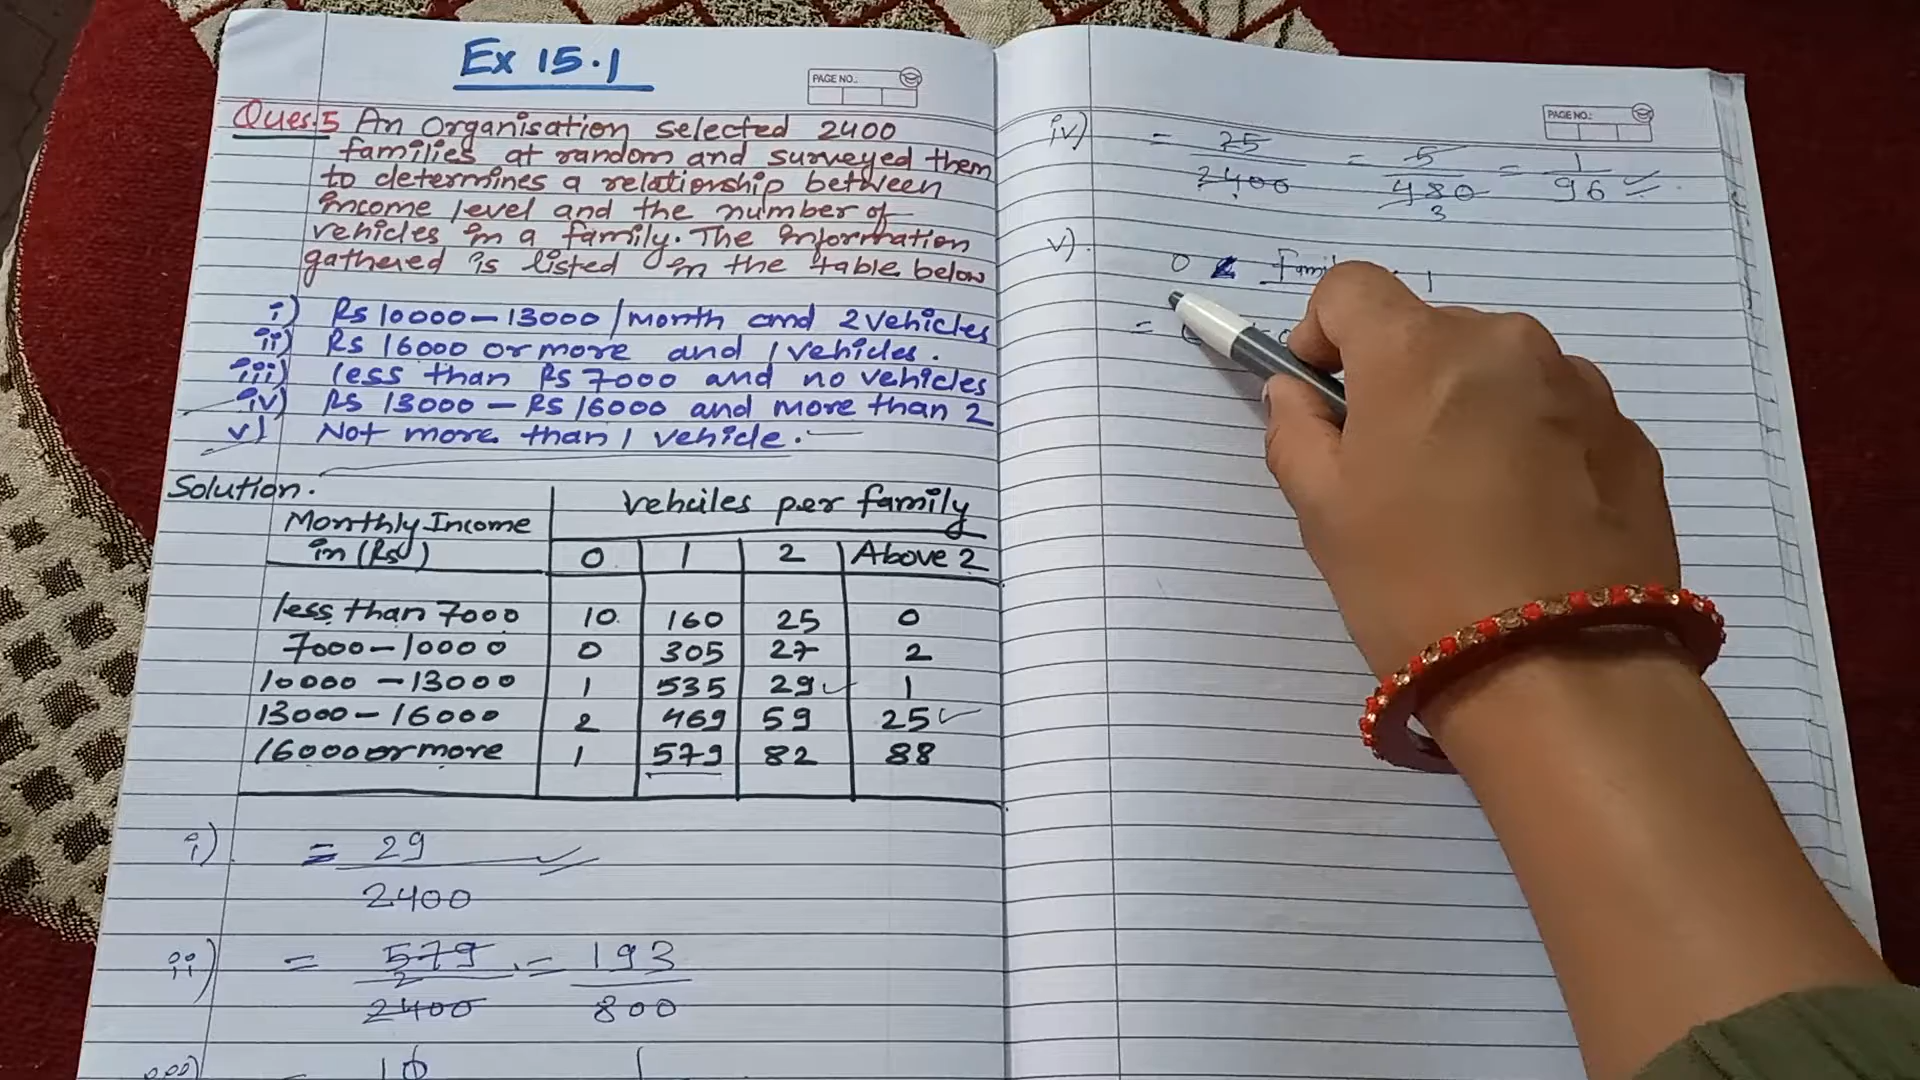 Ex 15.1
PAGE NO.:
Ques.5 An Organisation selected 2400
families at random and surveyed them
to determines a relationship between
income level and the number of
vehicles in a family. The information
gathered is listed in the table below
i) Rs 10000-13000/month and 2 vehicles
ii) Rs 16000 or more and 1 vehicles.
iii) less than Rs 7000 and no vehicles
iv) Rs 13000 - Rs 16000 and more than 2
v) Not more than 1 vehicle.
Solution.
Monthly Income in (Rs) Vehciles per family
0 1 2 Above 2
less than 7000 10 160 25 0
7000-10000 0 305 27 2
10000-13000 1 535 29 1
13000-16000 2 469 59 25
16000 or more 1 579 82 88
i) = 29
2400
ii) = 579 = 193
2400 800
iii) = 10 1
PAGE NO.:
iv) = 25 = 5 = 1
2400 480 96
v)
0 1
=